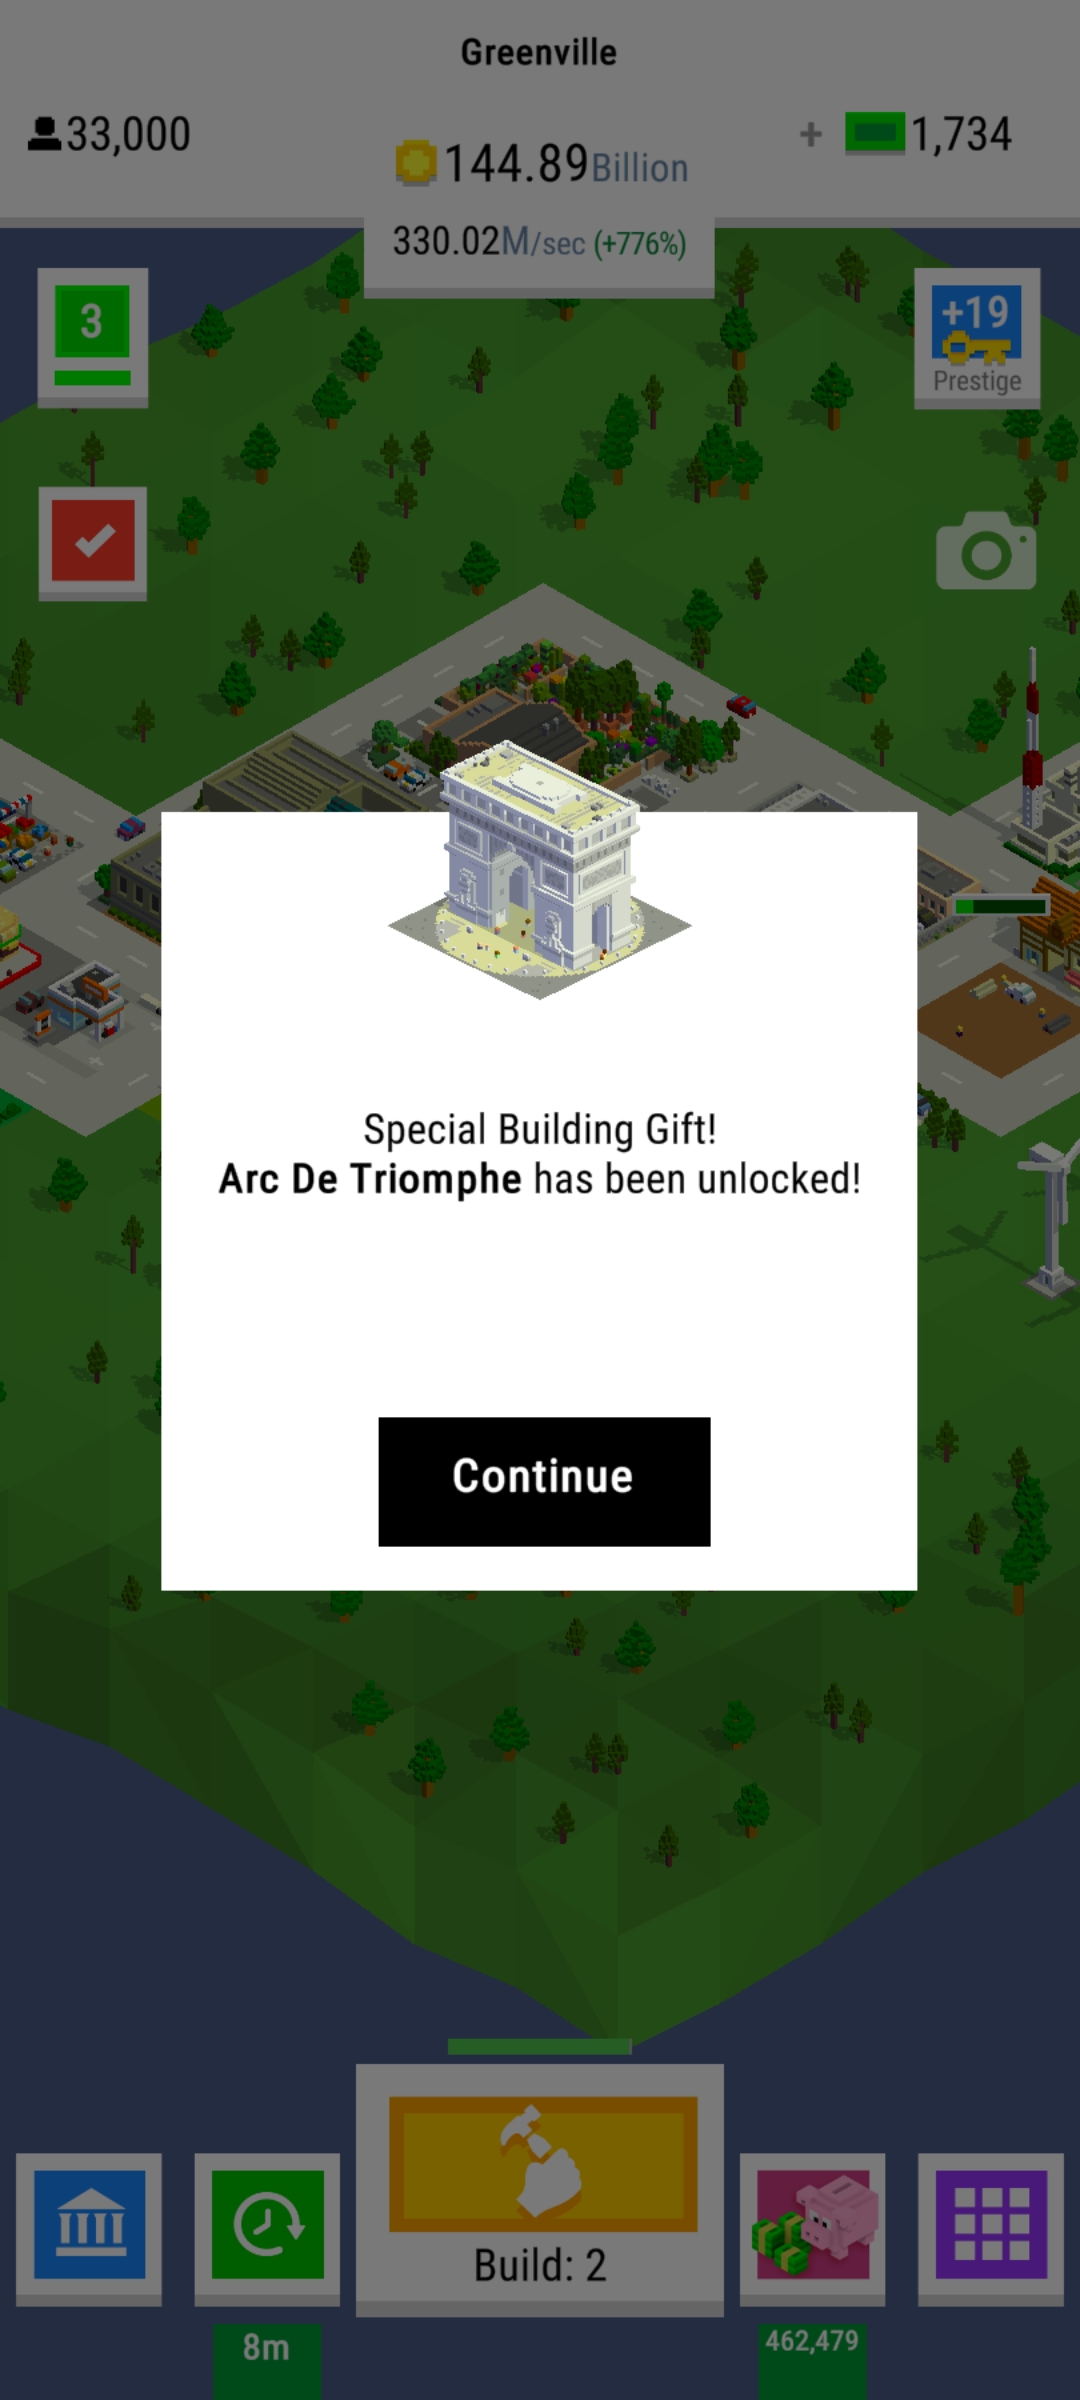 Greenville
33,000
144.89Billion
+ 1,734
330.02M/sec (+776%)
3
+19
Prestige
Special Building Gift!
Arc De Triomphe has been unlocked!
Continue
Build: 2
8m
462,479